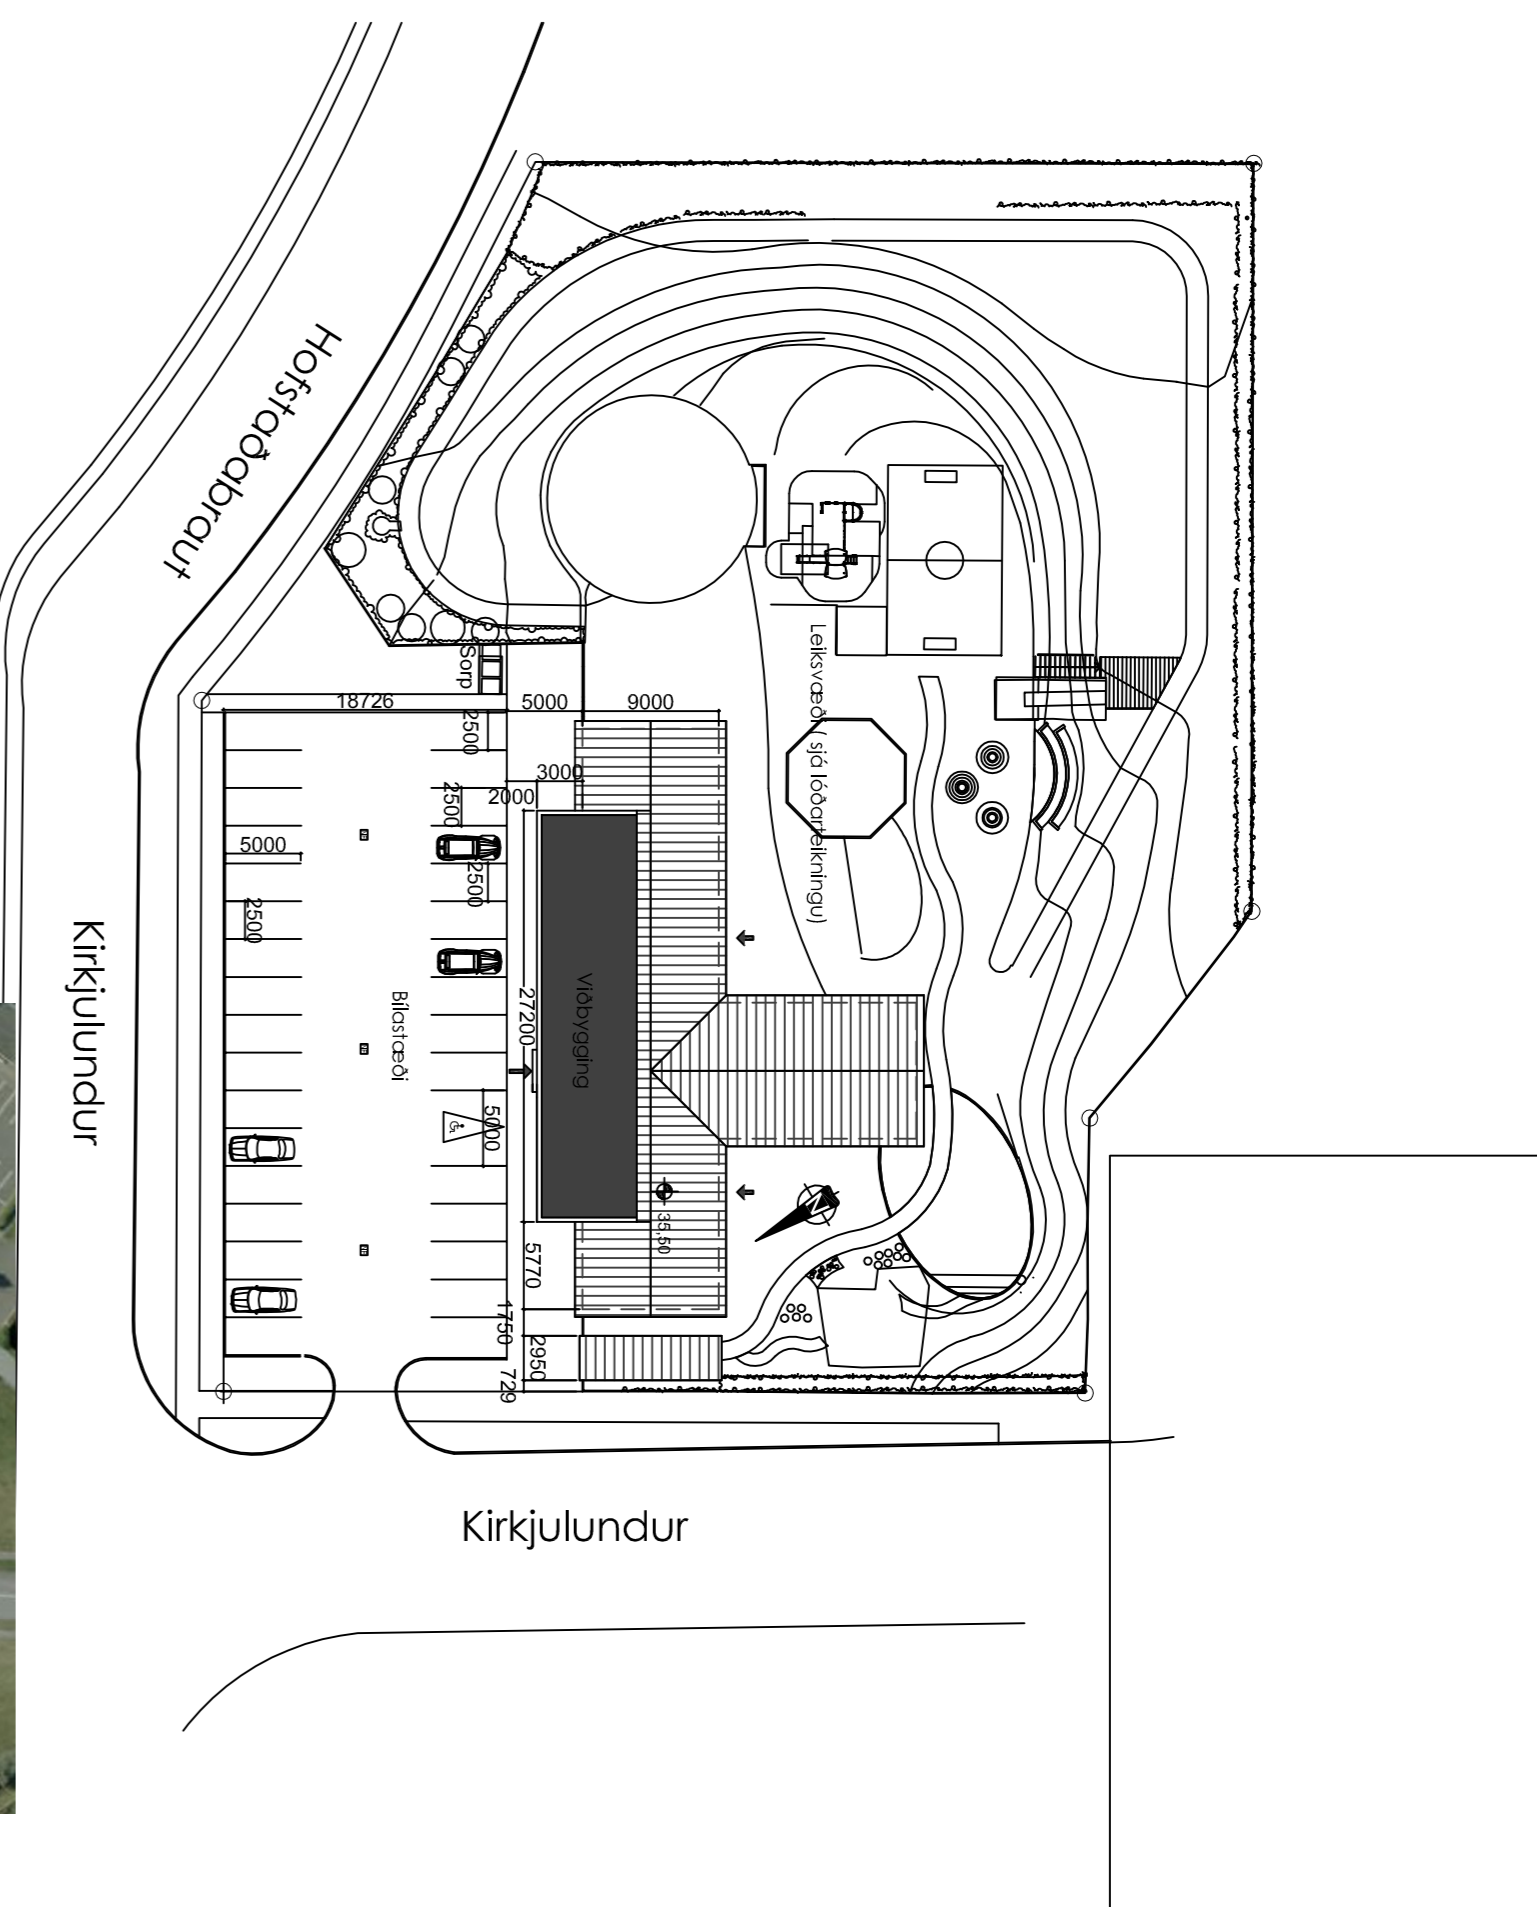 Hofstaðabraut
Sorp
18726
5000
9000
2500
3000
2000
2500
5000
2500
2500
Leiksvæði ( sjá lóðarteikningu)
Kirkjulundur
Bílastæði
27200
Viðbygging
5000
35,50
5770
1750
2950
729
Kirkjulundur